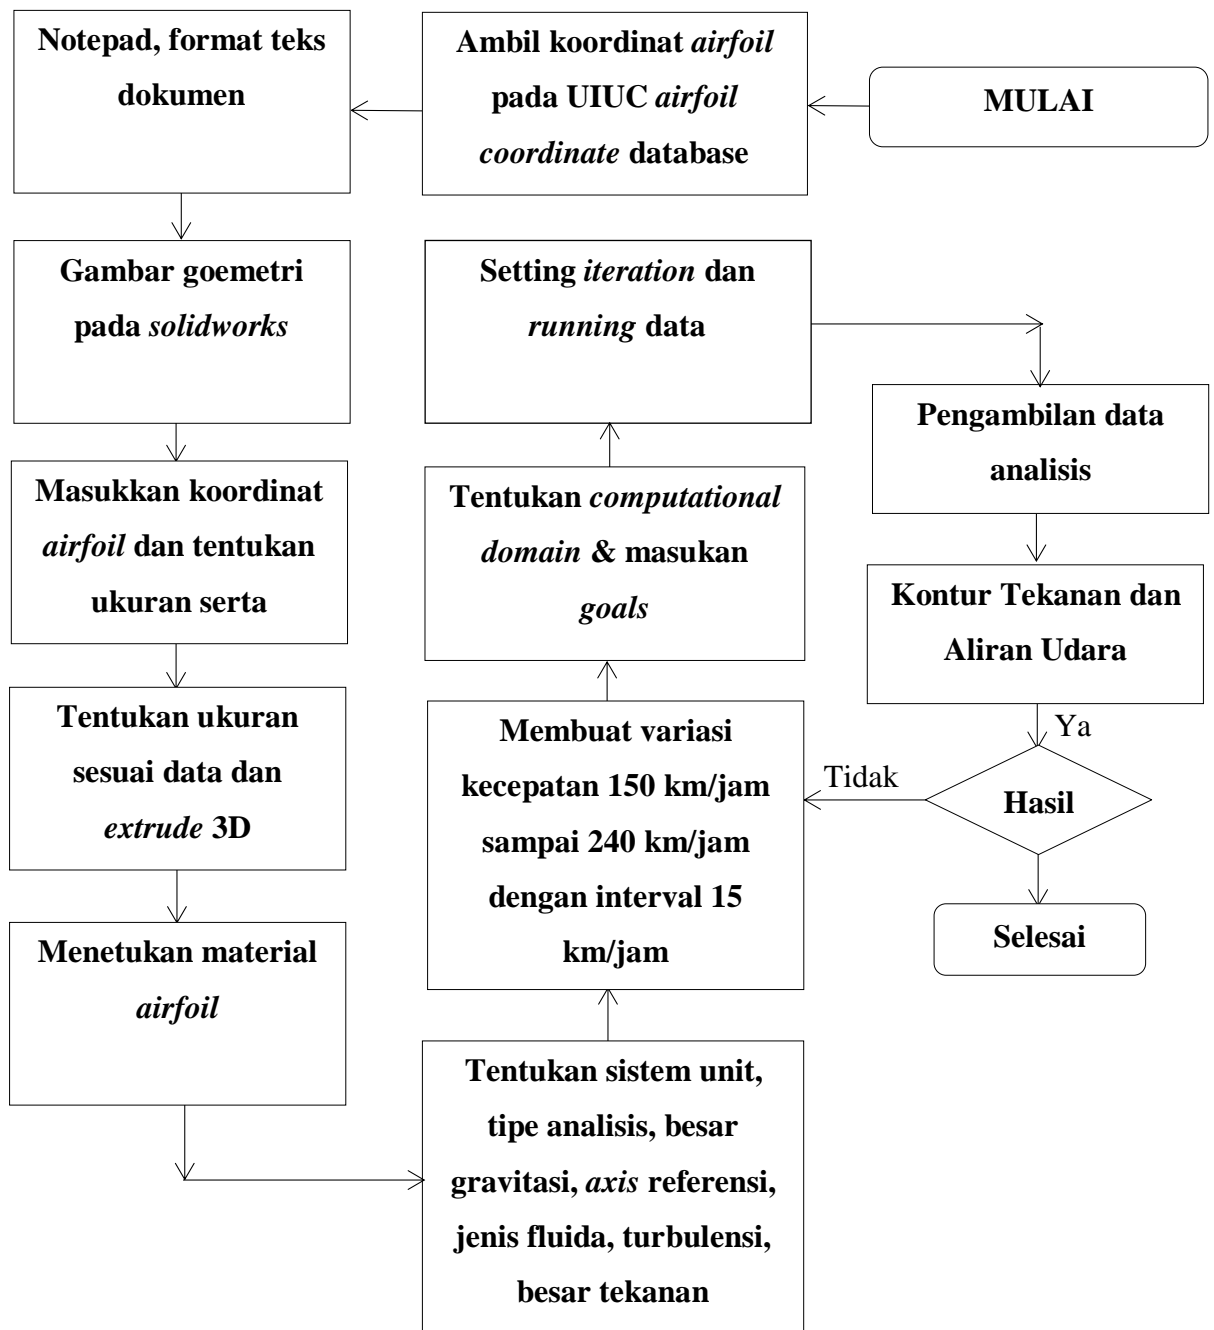 MULAI
Ambil koordinat airfoil
pada UIUC airfoil
coordinate database
Notepad, format teks
dokumen
Gambar goemetri
pada solidworks
Masukkan koordinat
airfoil dan tentukan
ukuran serta
Tentukan ukuran
sesuai data dan
extrude 3D
Menetukan material
airfoil
Tentukan sistem unit,
tipe analisis, besar
gravitasi, axis referensi,
jenis fluida, turbulensi,
besar tekanan
Membuat variasi
kecepatan 150 km/jam
sampai 240 km/jam
dengan interval 15
km/jam
Tentukan computational
domain & masukan
goals
Setting iteration dan
running data
Pengambilan data
analisis
Kontur Tekanan dan
Aliran Udara
Ya
Tidak
Hasil
Selesai